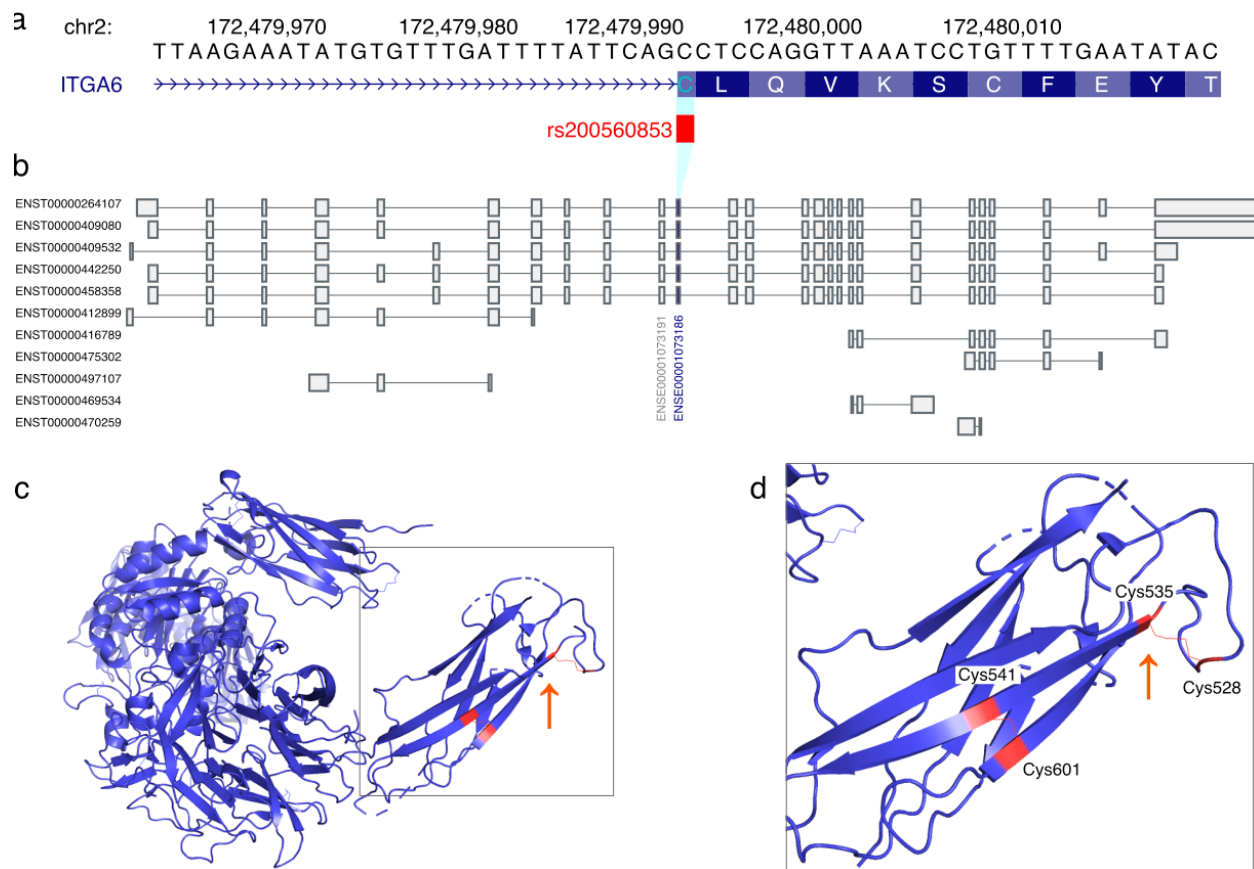 a
chr2: 172,479,970 172,479,980 172,479,990 172,480,000 172,480,010
TTAAGAAATATGTGTTTGATTTTATTCAGCCTCCAGGTTAAATCCTGTTTTGAATATAC
ITGA6 C L Q V K S C F E Y T
rs200560853
b
ENST00000264107
ENST00000409080
ENST00000409532
ENST00000442250
ENST00000458358
ENST00000412899
ENST00000416789
ENST00000475302
ENST00000497107
ENST00000469534
ENST00000470259
ENSE00001073191
ENSE00001073186
c
d
Cys535
Cys541
Cys528
Cys601